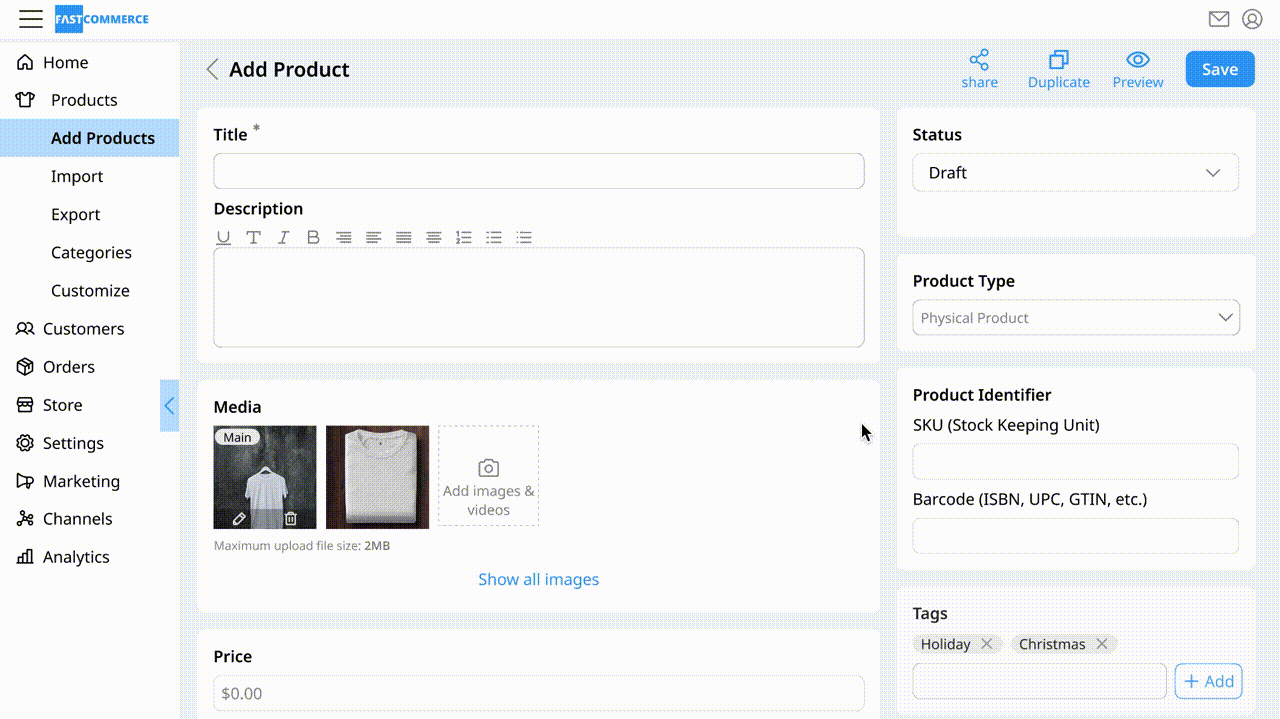 FASTCOMMERCE
Home
Products
Add Products
Import
Export
Categories
Customize
Customers
Orders
Store
Settings
Marketing
Channels
Analytics
Add Product
share
Duplicate
Preview
Save
Title *
Description
Media
Main
Add images &
videos
Maximum upload file size: 2MB
Show all images
Price
$0.00
Status
Draft
Product Type
Physical Product
Product Identifier
SKU (Stock Keeping Unit)
Barcode (ISBN, UPC, GTIN, etc.)
Tags
Holiday
Christmas
+ Add